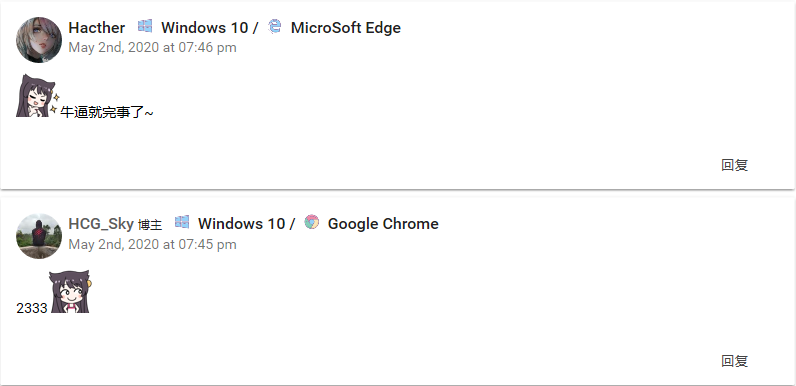 Hacther Windows 10 / MicroSoft Edge
May 2nd, 2020 at 07:46 pm
牛逼就完事了~
回复
HCG_Sky 博主 Windows 10 / Google Chrome
May 2nd, 2020 at 07:45 pm
2333
回复